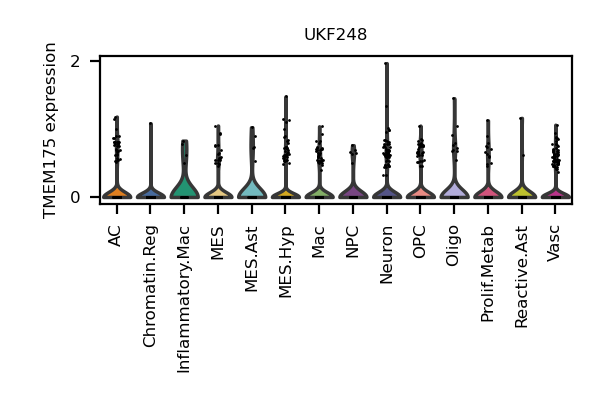 UKF248
TMEM175 expression
2
0
AC
Chromatin.Reg
Inflammatory.Mac
MES
MES.Ast
MES.Hyp
Mac
NPC
Neuron
OPC
Oligo
Prolif.Metab
Reactive.Ast
Vasc